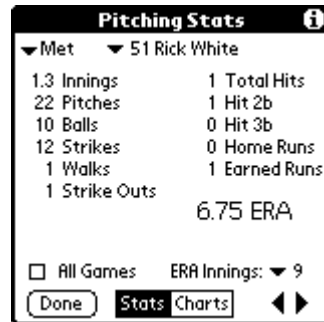 Pitching Stats
Met 51 Rick White
1.3 Innings 1 Total Hits
22 Pitches 1 Hit 2b
10 Balls 0 Hit 3b
12 Strikes 0 Home Runs
1 Walks 1 Earned Runs
1 Strike Outs
6.75 ERA
All Games ERA Innings: 9
Done Stats Charts